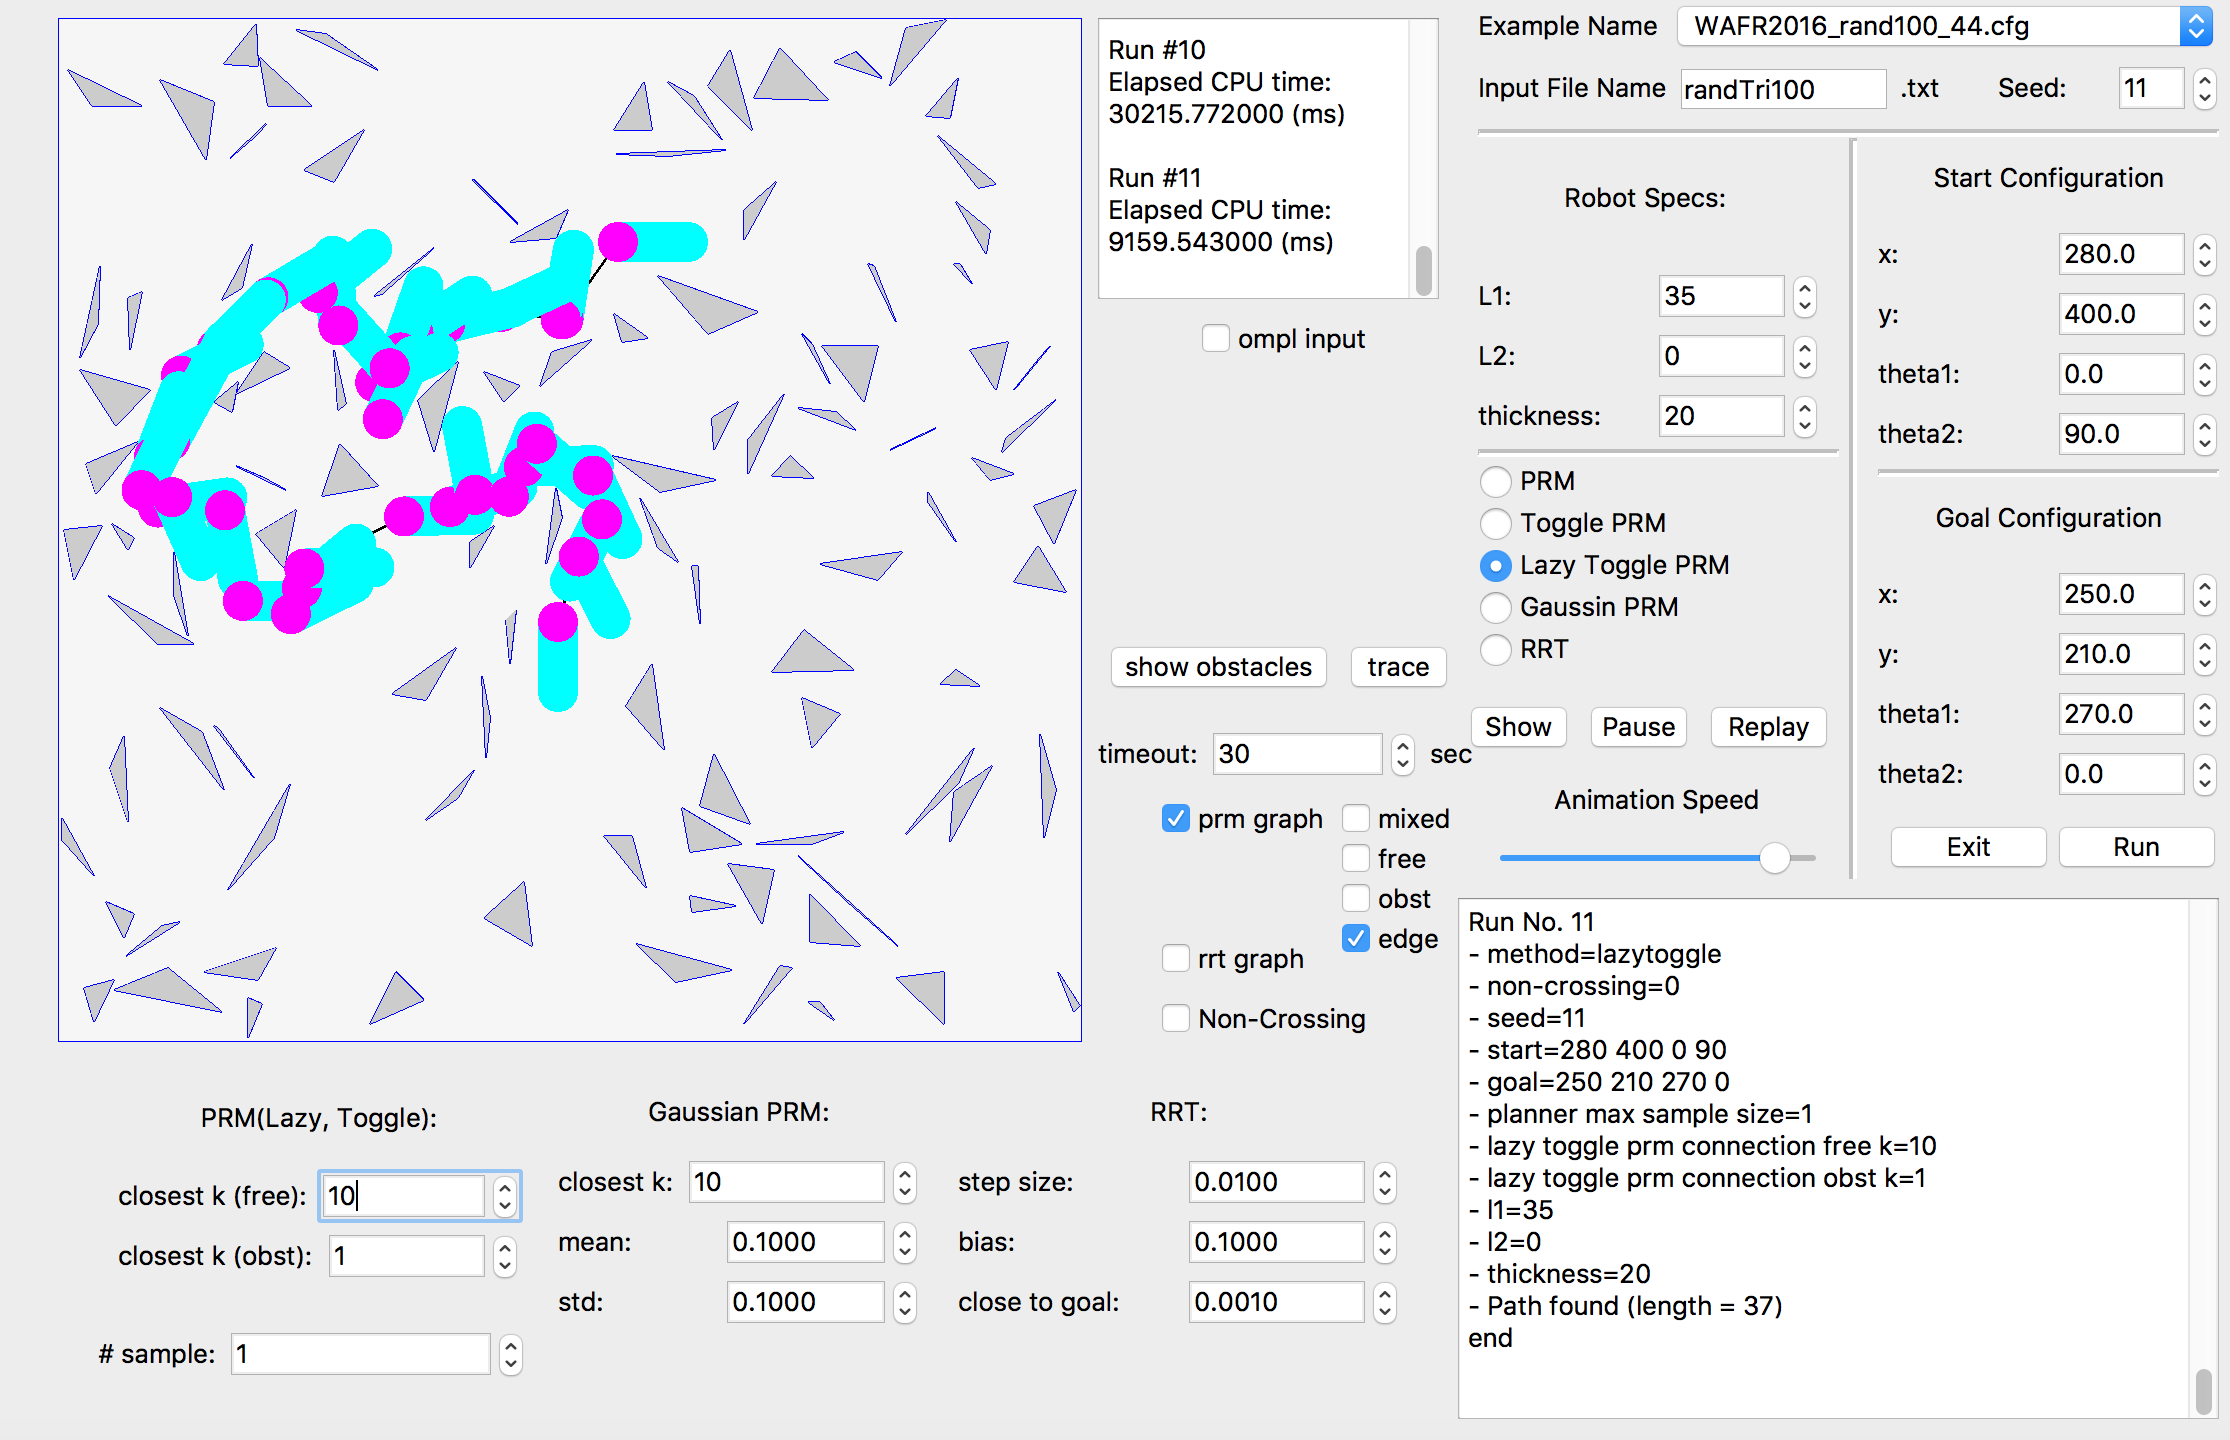 Run #10
Elapsed CPU time:
30215.772000 (ms)
Run #11
Elapsed CPU time:
9159.543000 (ms)
ompl input
show obstacles
trace
timeout:
30
sec
prm graph
mixed
free
obst
edge
rrt graph
Non-Crossing
Example Name
WAFR2016_rand100_44.cfg
Input File Name
randTri100
.txt
Seed:
11
Robot Specs:
L1:
35
L2:
0
thickness:
20
PRM
Toggle PRM
Lazy Toggle PRM
Gaussin PRM
RRT
Show
Pause
Replay
Animation Speed
Start Configuration
x:
280.0
y:
400.0
theta1:
0.0
theta2:
90.0
Goal Configuration
x:
250.0
y:
210.0
theta1:
270.0
theta2:
0.0
Exit
Run
Run No. 11
- method=lazytoggle
- non-crossing=0
- seed=11
- start=280 400 0 90
- goal=250 210 270 0
- planner max sample size=1
- lazy toggle prm connection free k=10
- lazy toggle prm connection obst k=1
- l1=35
- l2=0
- thickness=20
- Path found (length = 37)
end
PRM(Lazy, Toggle):
closest k (free):
10
closest k (obst):
1
# sample:
1
Gaussian PRM:
closest k:
10
mean:
0.1000
std:
0.1000
RRT:
step size:
0.0100
bias:
0.1000
close to goal:
0.0010